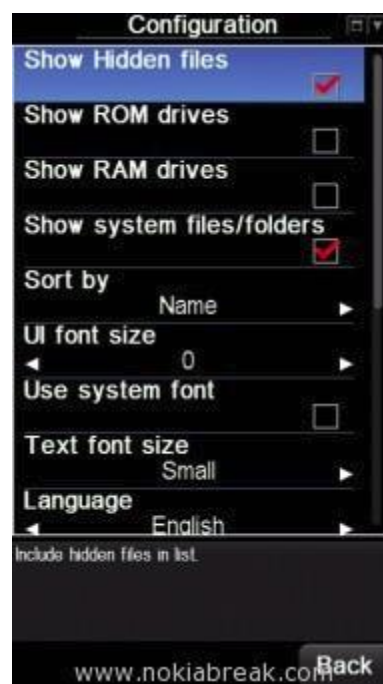 Configuration
Show Hidden files
Show ROM drives
Show RAM drives
Show system files/folders
Sort by
Name
UI font size
0
Use system font
Text font size
Small
Language
English
Include hidden files in list.
Back
www.nokiabreak.com